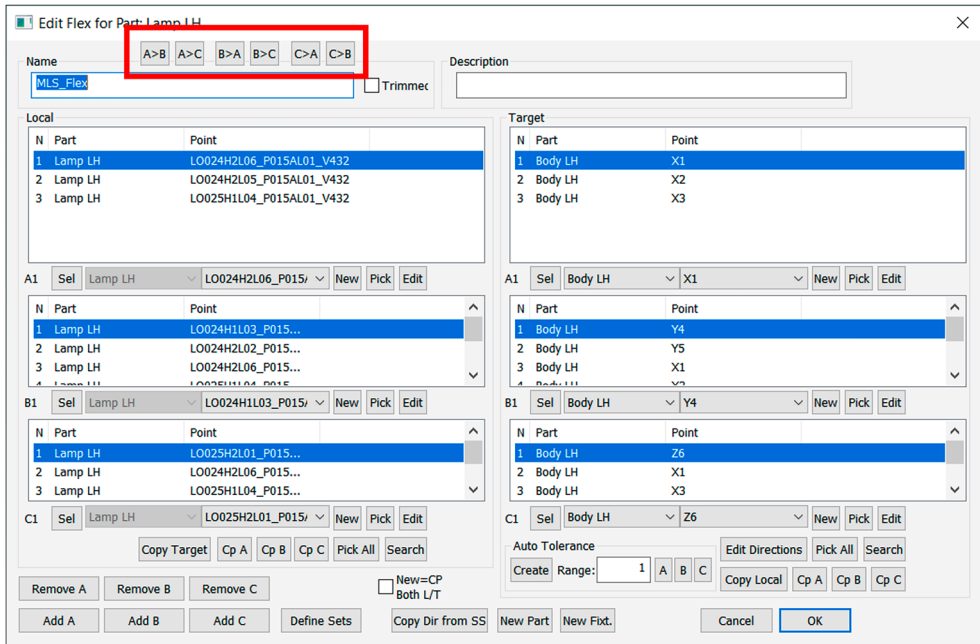 Edit Flex for Part: Lamp LH
A>B A>C B>A B>C C>A C>B
Name
MLS_Flex
Trimmed
Description
Local
N Part Point
1 Lamp LH LO024H2L06_P015AL01_V432
2 Lamp LH LO024H2L05_P015AL01_V432
3 Lamp LH LO025H1L04_P015AL01_V432
A1 Sel Lamp LH LO024H2L06_P015/ New Pick Edit
N Part Point
1 Lamp LH LO024H1L03_P015...
2 Lamp LH LO024H2L02_P015...
3 Lamp LH LO024H2L06_P015...
4 Lamp LH LO025H1L04_P015...
B1 Sel Lamp LH LO024H1L03_P015/ New Pick Edit
N Part Point
1 Lamp LH LO025H2L01_P015...
2 Lamp LH LO024H2L06_P015...
3 Lamp LH LO025H1L04_P015...
C1 Sel Lamp LH LO025H2L01_P015/ New Pick Edit
Copy Target Cp A Cp B Cp C Pick All Search
Target
N Part Point
1 Body LH X1
2 Body LH X2
3 Body LH X3
A1 Sel Body LH X1 New Pick Edit
N Part Point
1 Body LH Y4
2 Body LH Y5
3 Body LH X1
4 Body LH
B1 Sel Body LH Y4 New Pick Edit
N Part Point
1 Body LH Z6
2 Body LH X1
3 Body LH X3
C1 Sel Body LH Z6 New Pick Edit
Auto Tolerance
Create Range: 1 A B C
Edit Directions Pick All Search
Copy Local Cp A Cp B Cp C
Remove A Remove B Remove C
New=CP
Both L/T
Add A Add B Add C Define Sets Copy Dir from SS New Part New Fixt. Cancel OK